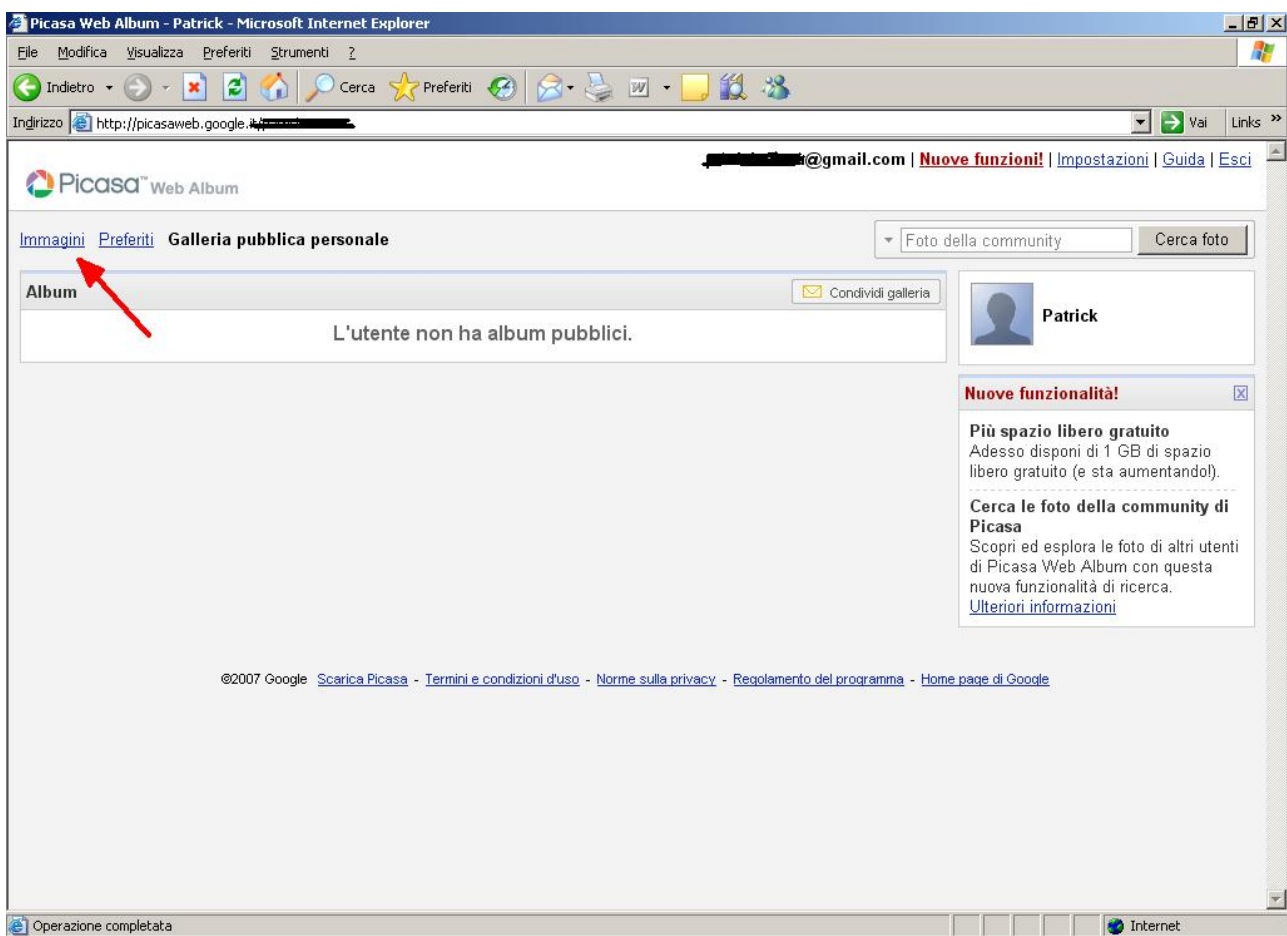 Picasa Web Album - Patrick - Microsoft Internet Explorer
File Modifica Visualizza Preferiti Strumenti ?
Indietro Cerca Preferiti
Indirizzo http://picasaweb.google.it/ Vai Links »
@gmail.com | Nuove funzioni! | Impostazioni | Guida | Esci
Picasa™ Web Album
Immagini Preferiti Galleria pubblica personale
Foto della community Cerca foto
Album Condividi galleria
L'utente non ha album pubblici.
Patrick
Nuove funzionalità!
Più spazio libero gratuito
Adesso disponi di 1 GB di spazio
libero gratuito (e sta aumentando!).
Cerca le foto della community di
Picasa
Scopri ed esplora le foto di altri utenti
di Picasa Web Album con questa
nuova funzionalità di ricerca.
Ulteriori informazioni
©2007 Google Scarica Picasa - Termini e condizioni d'uso - Norme sulla privacy - Regolamento del programma - Home page di Google
Operazione completata Internet